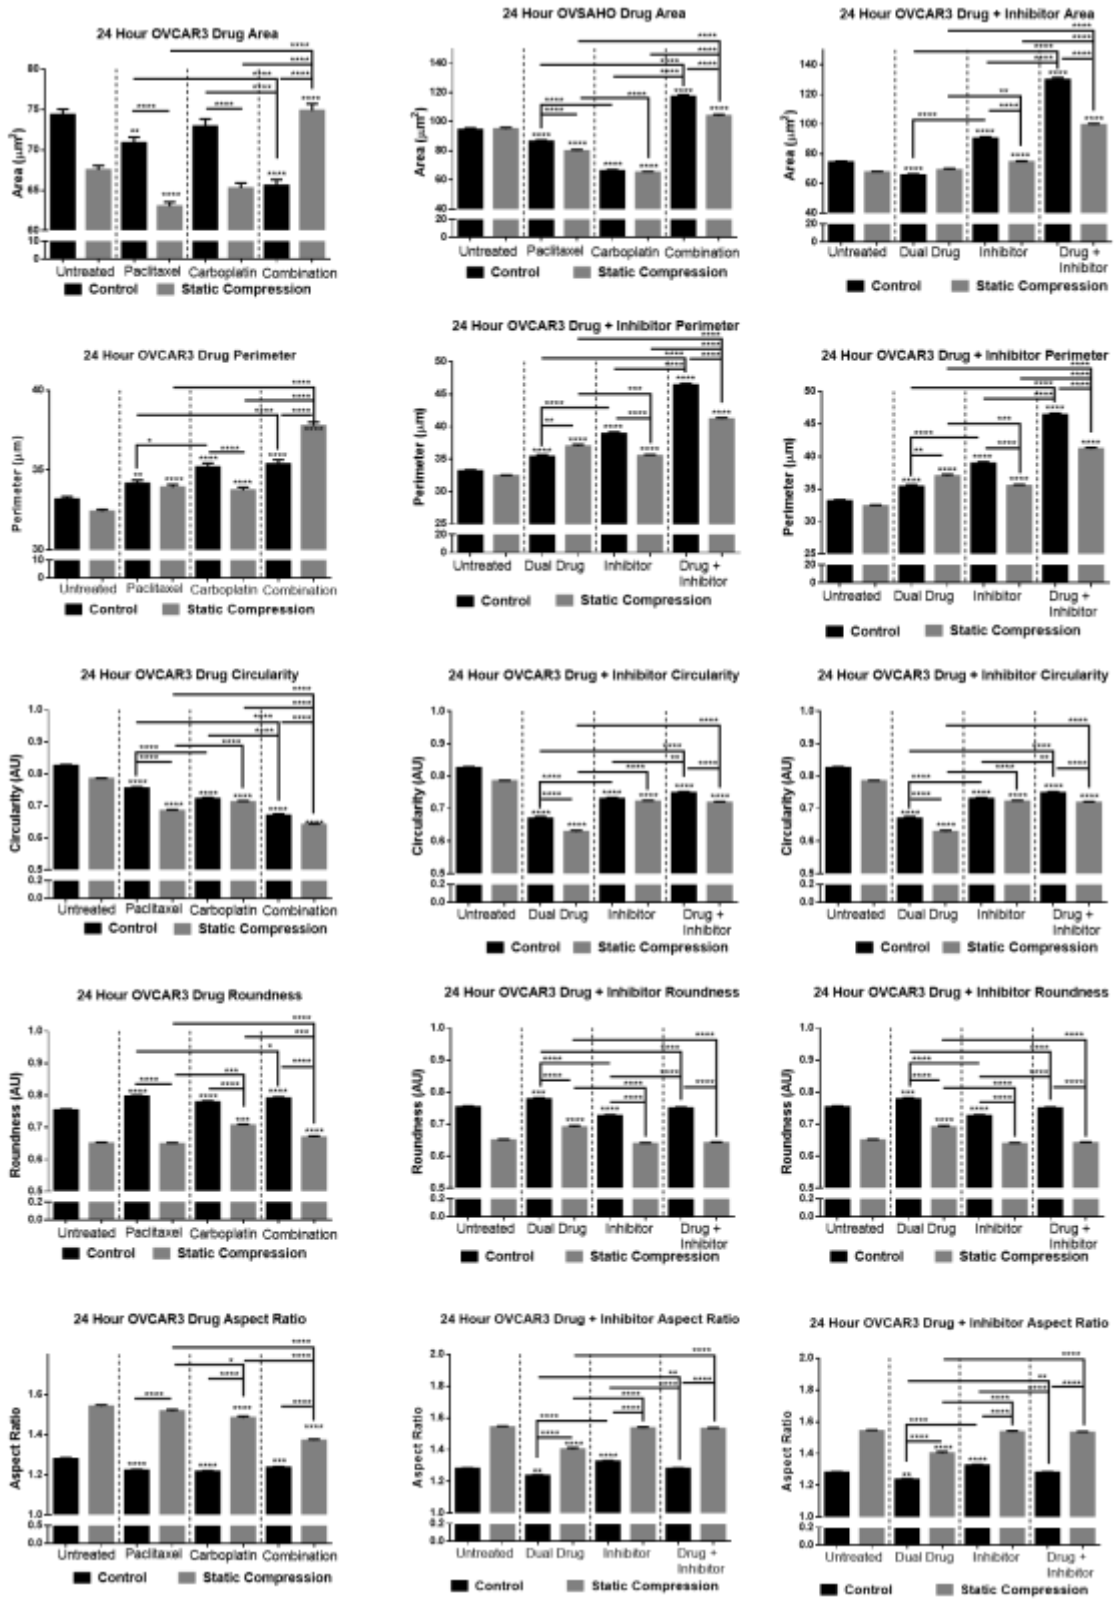 24 Hour OVCAR3 Drug Area
Area (μm²)
80
75
70
65
60
10
0
Untreated Paclitaxel Carboplatin Combination
Control Static Compression
24 Hour OVSAHO Drug Area
Area (μm²)
140
120
100
80
60
40
20
0
Untreated Paclitaxel Carboplatin Combination
Control Static Compression
24 Hour OVCAR3 Drug + Inhibitor Area
Area (μm²)
140
120
100
80
60
40
20
0
Untreated Dual Drug Inhibitor Drug + Inhibitor
Control Static Compression
24 Hour OVCAR3 Drug Perimeter
Perimeter (μm)
40
35
30
10
0
Untreated Paclitaxel Carboplatin Combination
Control Static Compression
24 Hour OVCAR3 Drug + Inhibitor Perimeter
Perimeter (μm)
50
45
40
35
30
25
20
0
Untreated Dual Drug Inhibitor Drug + Inhibitor
Control Static Compression
24 Hour OVCAR3 Drug + Inhibitor Perimeter
Perimeter (μm)
50
45
40
35
30
25
20
0
Untreated Dual Drug Inhibitor Drug + Inhibitor
Control Static Compression
24 Hour OVCAR3 Drug Circularity
Circularity (AU)
1.0
0.9
0.8
0.7
0.6
0.5
0.2
0.0
Untreated Paclitaxel Carboplatin Combination
Control Static Compression
24 Hour OVCAR3 Drug + Inhibitor Circularity
Circularity (AU)
1.0
0.9
0.8
0.7
0.6
0.5
0.2
0.0
Untreated Dual Drug Inhibitor Drug + Inhibitor
Control Static Compression
24 Hour OVCAR3 Drug + Inhibitor Circularity
Circularity (AU)
1.0
0.9
0.8
0.7
0.6
0.5
0.2
0.0
Untreated Dual Drug Inhibitor Drug + Inhibitor
Control Static Compression
24 Hour OVCAR3 Drug Roundness
Roundness (AU)
1.0
0.9
0.8
0.7
0.6
0.5
0.2
0.0
Untreated Paclitaxel Carboplatin Combination
Control Static Compression
24 Hour OVCAR3 Drug + Inhibitor Roundness
Roundness (AU)
1.0
0.9
0.8
0.7
0.6
0.5
0.2
0.0
Untreated Dual Drug Inhibitor Drug + Inhibitor
Control Static Compression
24 Hour OVCAR3 Drug + Inhibitor Roundness
Roundness (AU)
1.0
0.9
0.8
0.7
0.6
0.5
0.2
0.0
Untreated Dual Drug Inhibitor Drug + Inhibitor
Control Static Compression
24 Hour OVCAR3 Drug Aspect Ratio
Aspect Ratio
1.6
1.4
1.2
1.0
0.5
0.0
Untreated Paclitaxel Carboplatin Combination
Control Static Compression
24 Hour OVCAR3 Drug + Inhibitor Aspect Ratio
Aspect Ratio
2.0
1.8
1.6
1.4
1.2
1.0
0.2
0.0
Untreated Dual Drug Inhibitor Drug + Inhibitor
Control Static Compression
24 Hour OVCAR3 Drug + Inhibitor Aspect Ratio
Aspect Ratio
2.0
1.8
1.6
1.4
1.2
1.0
0.2
0.0
Untreated Dual Drug Inhibitor Drug + Inhibitor
Control Static Compression